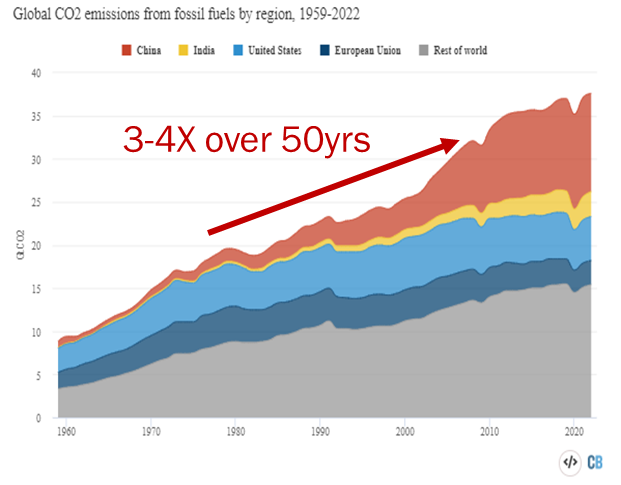 Global CO2 emissions from fossil fuels by region, 1959-2022
China India United States European Union Rest of world
40
35
30
25
20
15
10
5
0
GtCO2
3-4X over 50yrs
1960 1970 1980 1990 2000 2010 2020
</> CB